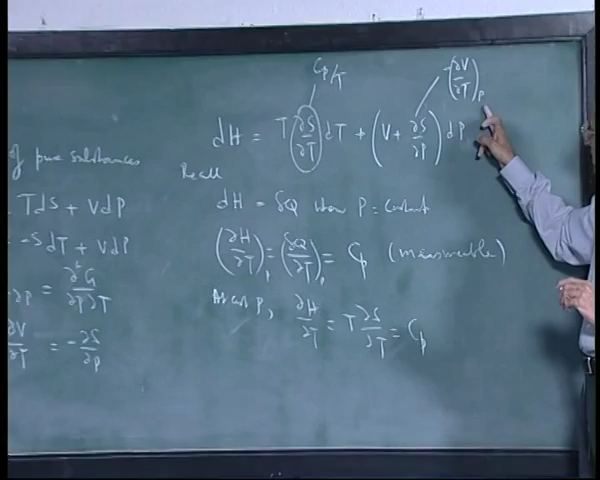 Cp/T
-(∂V/∂T)p
dH = T (∂S/∂T) dT + (V + ∂S/∂P) dP
of pure substances
Recall
TdS + VdP
dH = δQ when P = Constant
-SdT + VdP
(∂H/∂T)p = (δQ/∂T)p = Cp (measurable)
∂P = ∂²G/∂P∂T
At const P, ∂H/∂T = T ∂S/∂T = Cp
∂V/∂T = -∂S/∂P